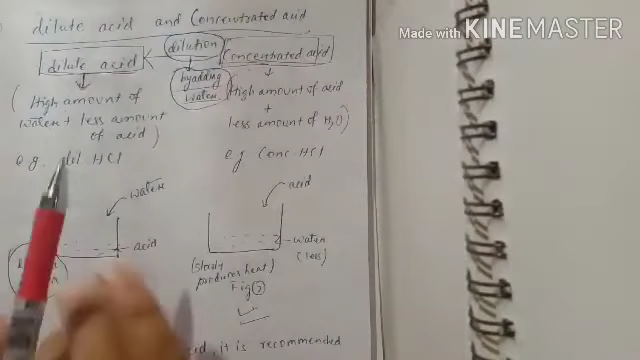 Made with KINEMASTER
dilute acid and Concentrated acid
dilute acid
dilution
Concentrated acid
by adding
water
(High amount of
water + less amount
of acid)
High amount of acid
+
less amount of H2O)
e.g. dil HCl
e.g Conc. HCl
water
acid
acid
water
(less)
(slowly
produces heat)
Fig 2
it is recommended